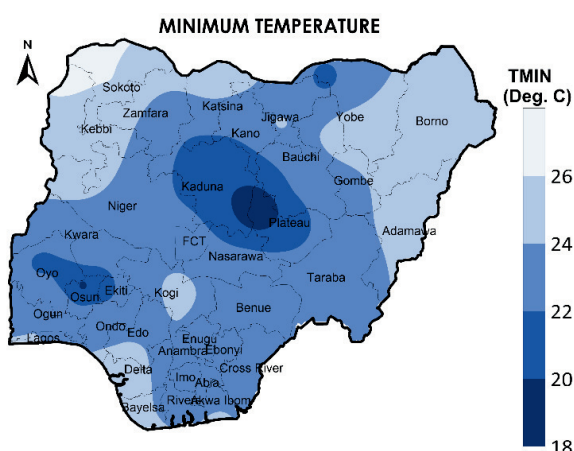 MINIMUM TEMPERATURE
N
TMIN
(Deg. C)
Sokoto
Katsina
Zamfara
Jigawa
Yobe
Borno
Kebbi
Kano
Bauchi
Kaduna
Gombe
Niger
Plateau
Kwara
Adamawa
FCT
Nasarawa
Oyo
Taraba
Ekiti
Kogi
Osun
Benue
Ogun
Ondo
Edo
Lagos
Enugu
Anambra
Ebonyi
Delta
Cross River
Imo
Abia
Bayelsa
Rivers
Akwa Ibom
26
24
22
20
18